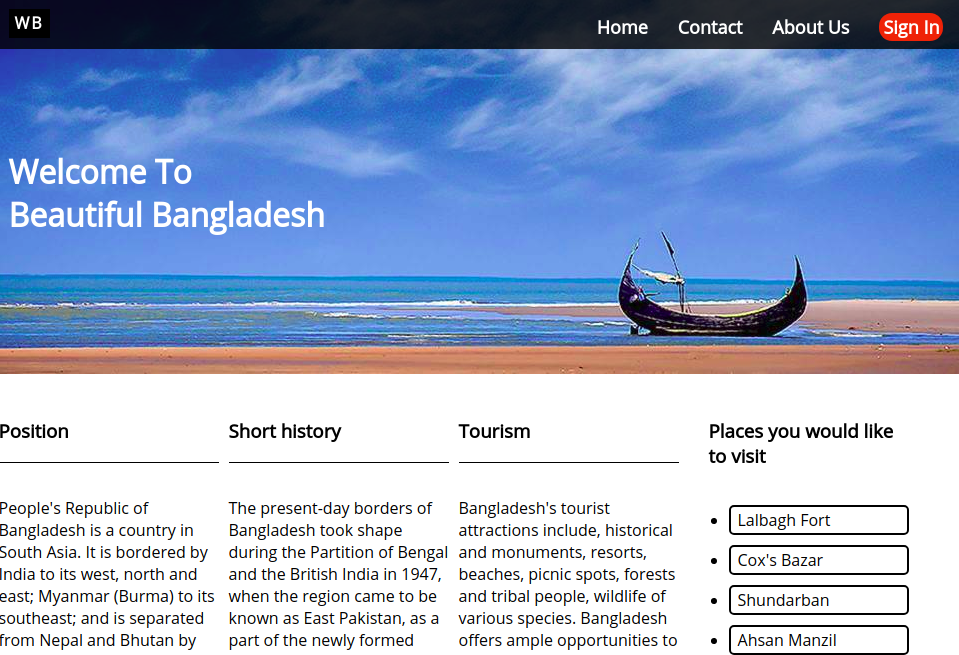 WB
Home Contact About Us Sign In
Welcome To
Beautiful Bangladesh
Position
People's Republic of
Bangladesh is a country in
South Asia. It is bordered by
India to its west, north and
east; Myanmar (Burma) to its
southeast; and is separated
from Nepal and Bhutan by
Short history
The present-day borders of
Bangladesh took shape
during the Partition of Bengal
and the British India in 1947,
when the region came to be
known as East Pakistan, as a
part of the newly formed
Tourism
Bangladesh's tourist
attractions include, historical
and monuments, resorts,
beaches, picnic spots, forests
and tribal people, wildlife of
various species. Bangladesh
offers ample opportunities to
Places you would like
to visit
Lalbagh Fort
Cox's Bazar
Shundarban
Ahsan Manzil